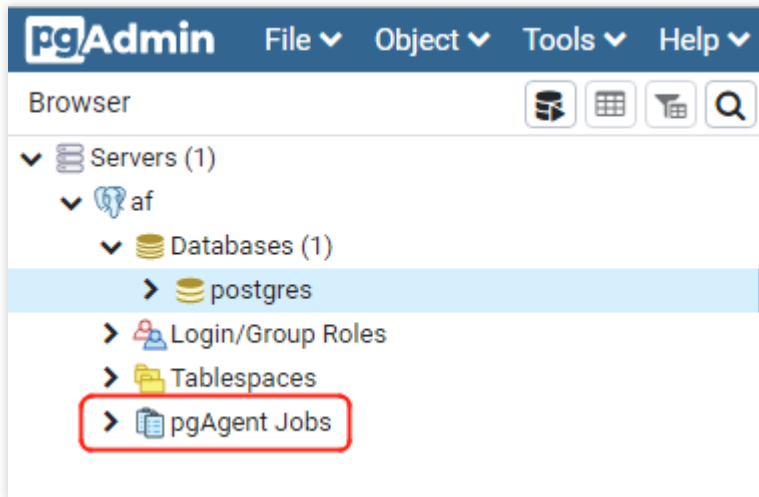 pgAdmin File Object Tools Help
Browser
Servers (1)
af
Databases (1)
postgres
Login/Group Roles
Tablespaces
pgAgent Jobs